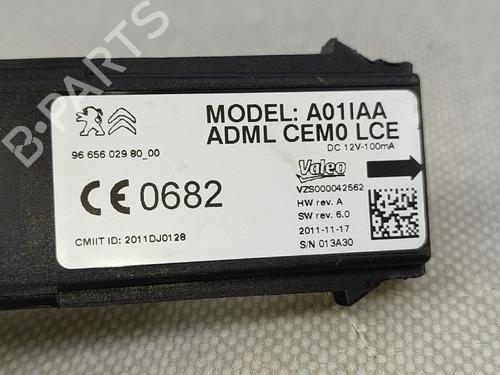 MODEL: A01IAA
ADML CEM0 LCE
DC 12V-100mA
96 656 029 80_00
Valeo
VZS000042562
CE 0682
HW rev. A
SW rev. 6.0
2011-11-17
CMIIT ID: 2011DJ0128
S/N 013A30
B-PARTS